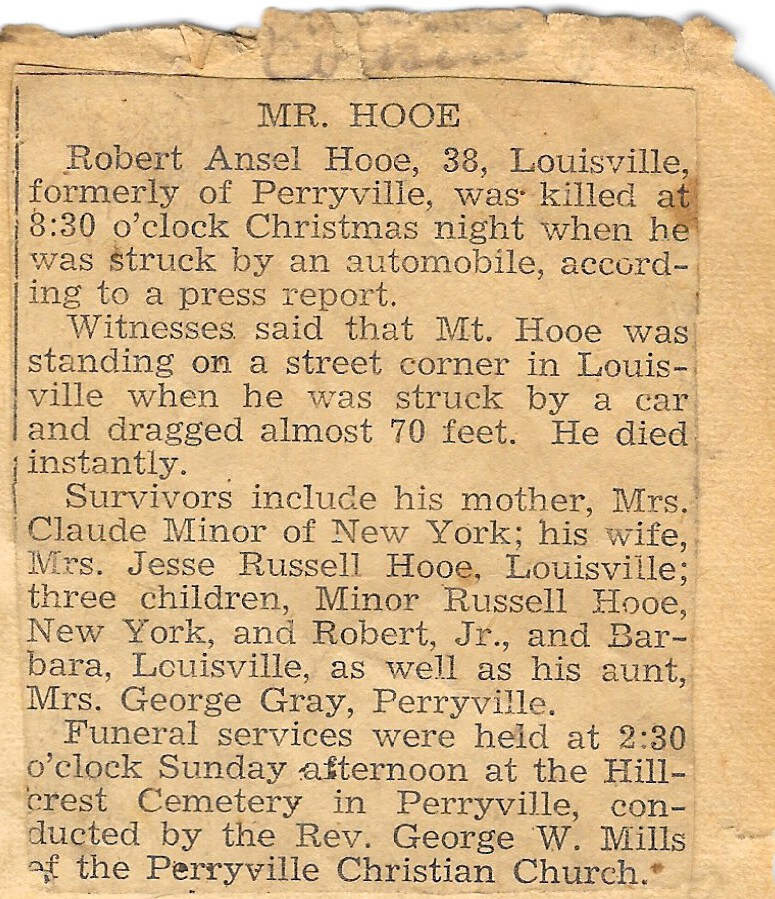 MR. HOOE
Robert Ansel Hooe, 38, Louisville,
formerly of Perryville, was killed at
8:30 o'clock Christmas night when he
was struck by an automobile, accord-
ing to a press report.
Witnesses said that Mt. Hooe was
standing on a street corner in Louis-
ville when he was struck by a car
and dragged almost 70 feet. He died
instantly.
Survivors include his mother, Mrs.
Claude Minor of New York; his wife,
Mrs. Jesse Russell Hooe, Louisville;
three children, Minor Russell Hooe,
New York, and Robert, Jr., and Bar-
bara, Louisville, as well as his aunt,
Mrs. George Gray, Perryville.
Funeral services were held at 2:30
o'clock Sunday afternoon at the Hill-
crest Cemetery in Perryville, con-
ducted by the Rev. George W. Mills
of the Perryville Christian Church.